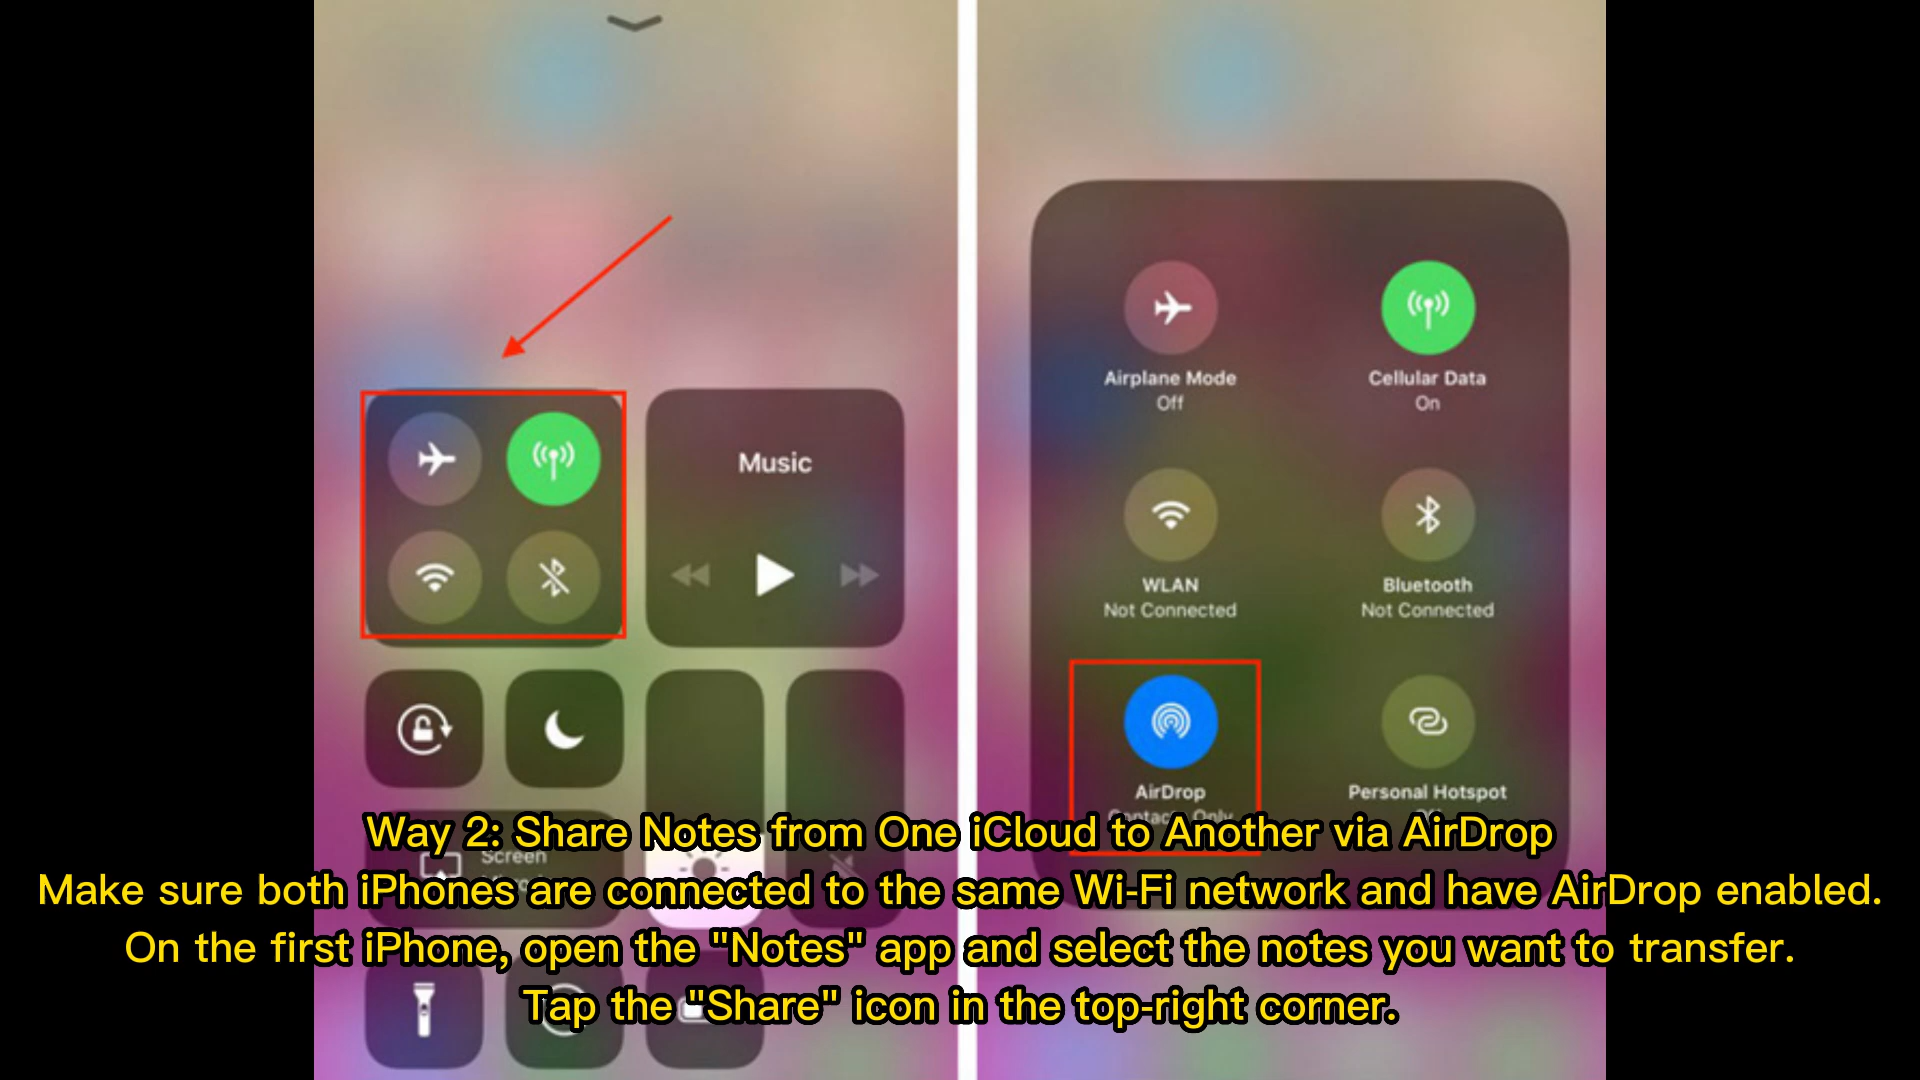 Music
Airplane Mode
Off
Cellular Data
On
WLAN
Not Connected
Bluetooth
Not Connected
AirDrop
Personal Hotspot
Screen
Way 2: Share Notes from One iCloud to Another via AirDrop
Make sure both iPhones are connected to the same Wi-Fi network and have AirDrop enabled.
On the first iPhone, open the "Notes" app and select the notes you want to transfer.
Tap the "Share" icon in the top-right corner.